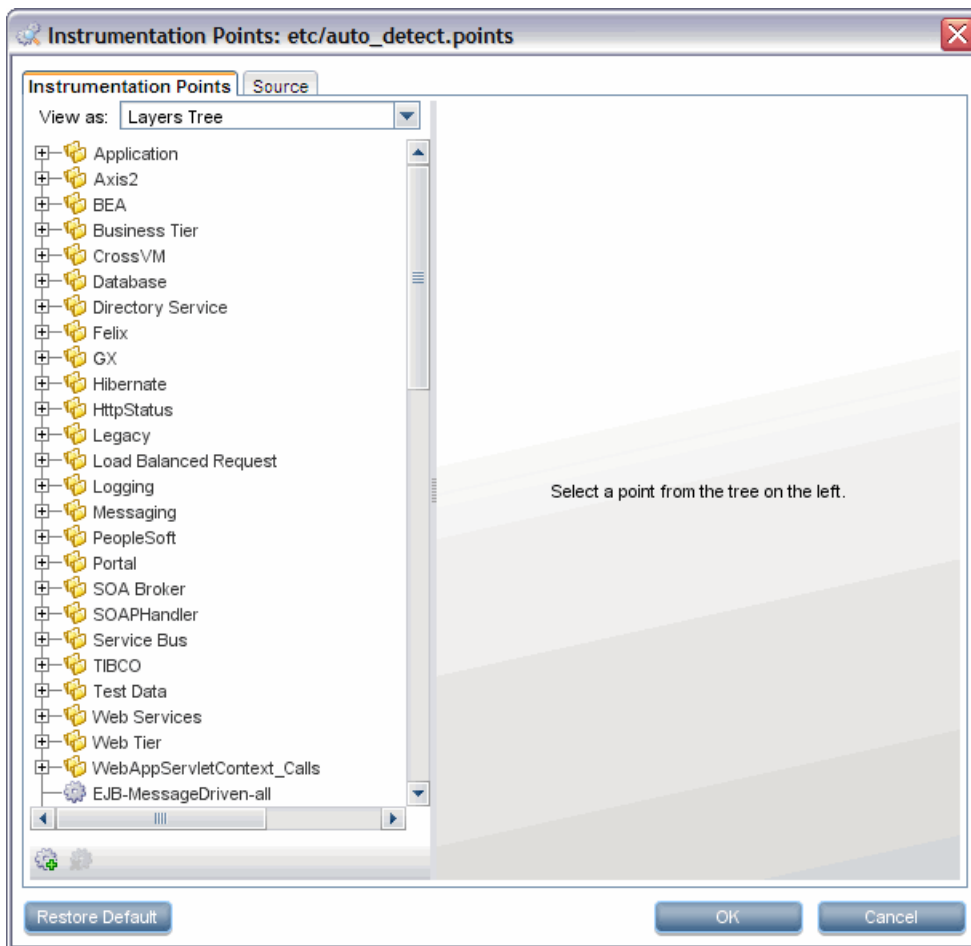 Instrumentation Points: etc/auto_detect.points
Instrumentation Points
Source
View as:
Layers Tree
Application
Axis2
BEA
Business Tier
CrossVM
Database
Directory Service
Felix
GX
Hibernate
HttpStatus
Legacy
Load Balanced Request
Logging
Messaging
PeopleSoft
Portal
SOA Broker
SOAPHandler
Service Bus
TIBCO
Test Data
Web Services
Web Tier
WebAppServletContext_Calls
EJB-MessageDriven-all
Select a point from the tree on the left.
Restore Default
OK
Cancel